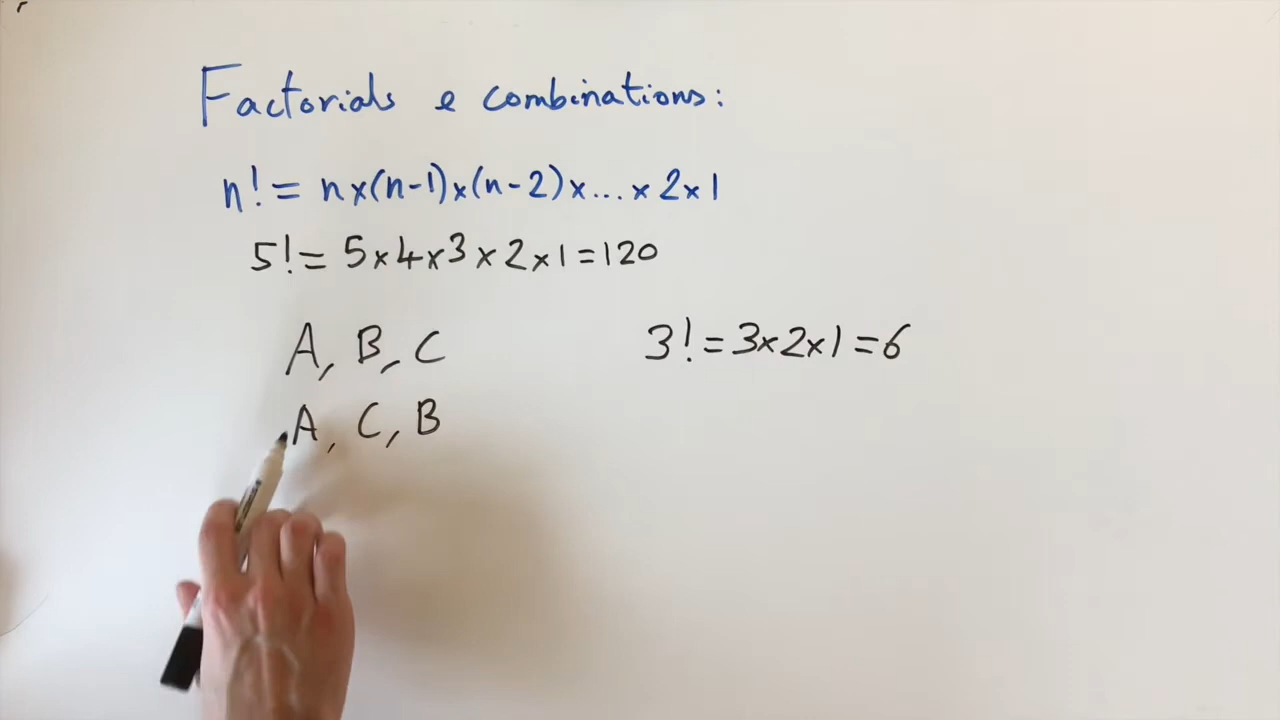 Factorials e combinations:
n! = n×(n-1)×(n-2)×...×2×1
5! = 5×4×3×2×1=120
A, B, C
3! = 3×2×1=6
A, C, B